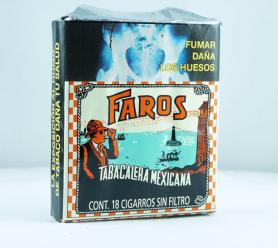 FUMAR
DAÑA
LOS HUESOS
FAROS
TABACALERA MEXICANA
CONT. 18 CIGARROS SIN FILTRO
LA EXPOSICIÓN AL HUMO
DE TABACO DAÑA TU SALUD